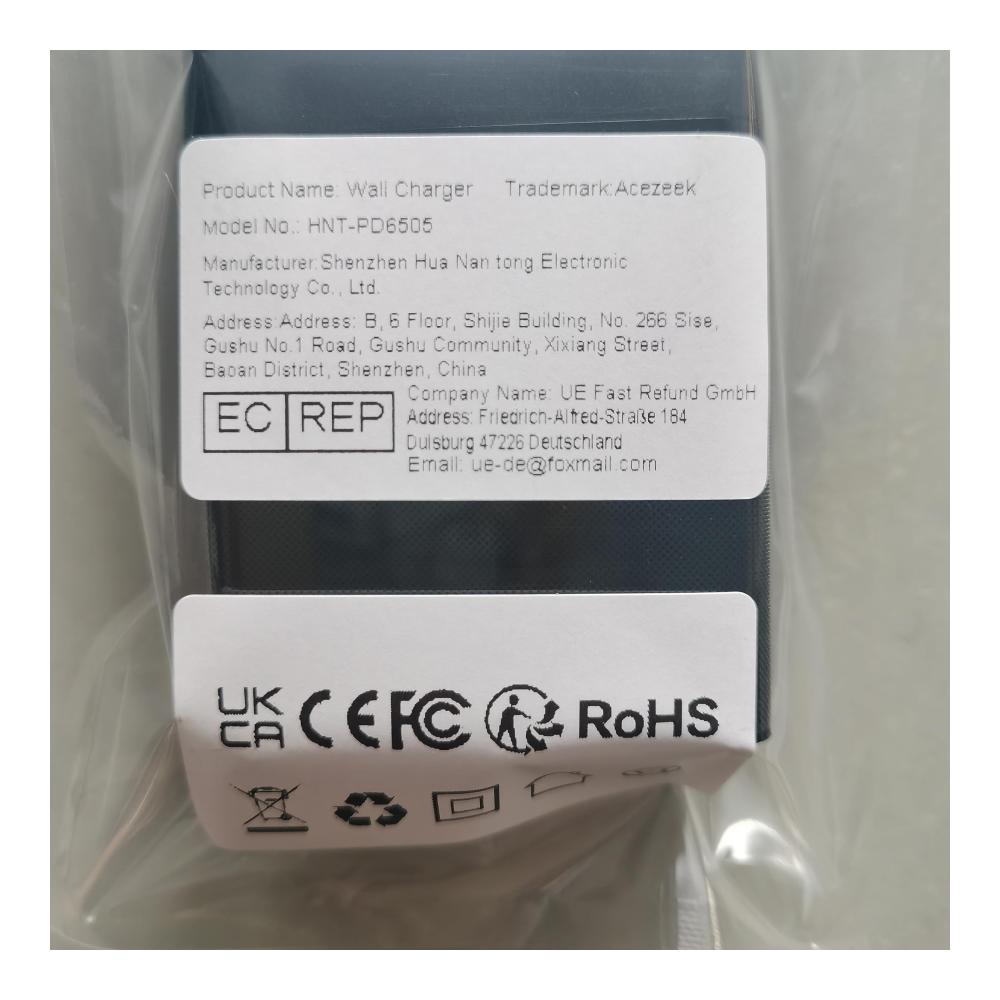 Product Name: Wall Charger Trademark:Acezeek
Model No.: HNT-PD6505
Manufacturer:Shenzhen Hua Nan tong Electronic
Technology Co., Ltd.
Address:Address: B, 6 Floor, Shijie Building, No. 266 Sise,
Gushu No.1 Road, Gushu Community, Xixiang Street,
Baoan District, Shenzhen, China
EC REP
Company Name: UE Fast Refund GmbH
Address: Friedrich-Alfred-Straße 184
Duisburg 47226 Deutschland
Email: ue-de@foxmail.com
UK
CA CE FC RoHS